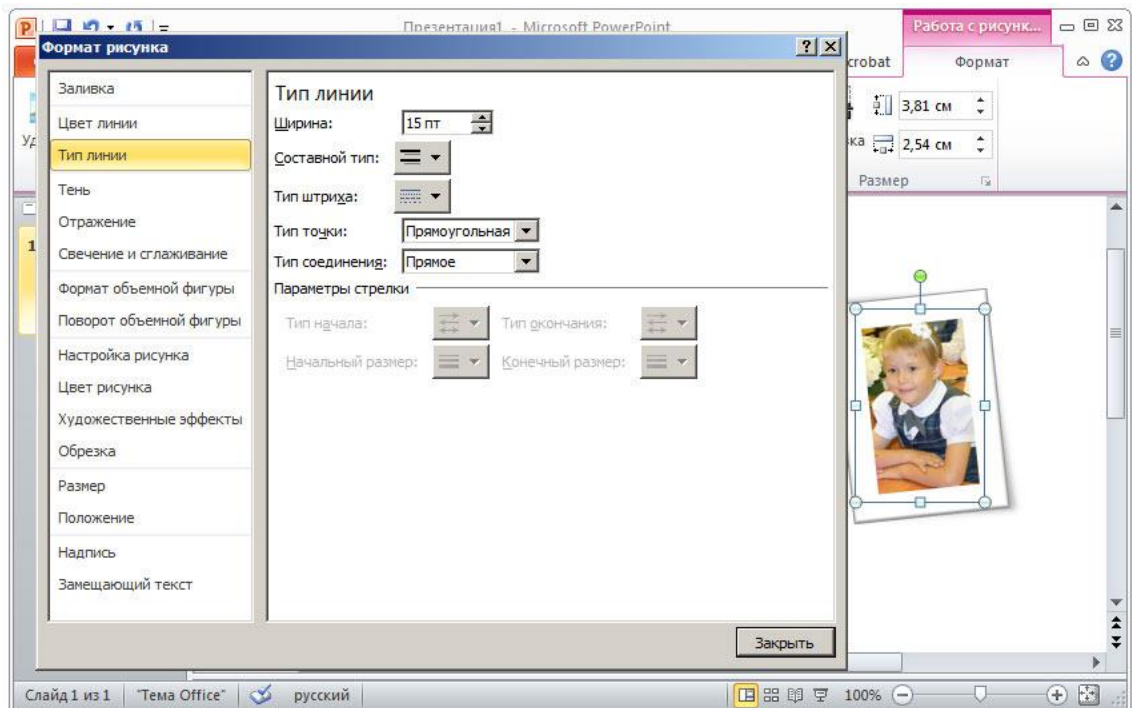 Презентация1 - Microsoft PowerPoint
Работа с рисунк...
Формат рисунка
crobat
Формат
Заливка
Цвет линии
Тип линии
Тень
Отражение
Свечение и сглаживание
Формат объемной фигуры
Поворот объемной фигуры
Настройка рисунка
Цвет рисунка
Художественные эффекты
Обрезка
Размер
Положение
Надпись
Замещающий текст
Тип линии
Ширина: 15 пт
Составной тип:
Тип штриха:
Тип точки: Прямоугольная
Тип соединения: Прямое
Параметры стрелки
Тип начала: Тип окончания:
Начальный размер: Конечный размер:
Закрыть
3,81 см
2,54 см
Размер
1
Слайд 1 из 1 "Тема Office" русский 100%